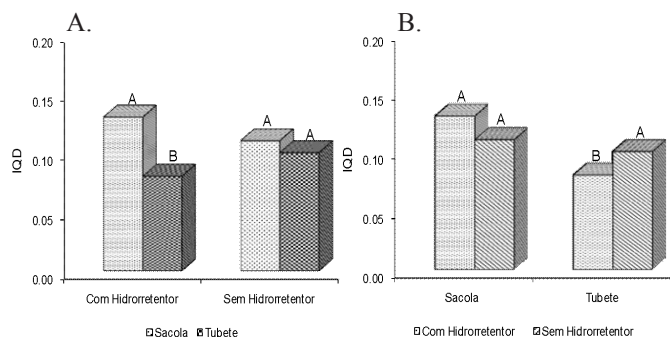 A.
0.20
0.15
0.10
0.05
0.00
IQD
A
B
A
A
Com Hidrorretentor
Sem Hidrorretentor
Sacola
Tubete
B.
0.20
0.15
0.10
0.05
0.00
IQD
A
A
B
A
Sacola
Tubete
Com Hidrorretentor
Sem Hidrorretentor